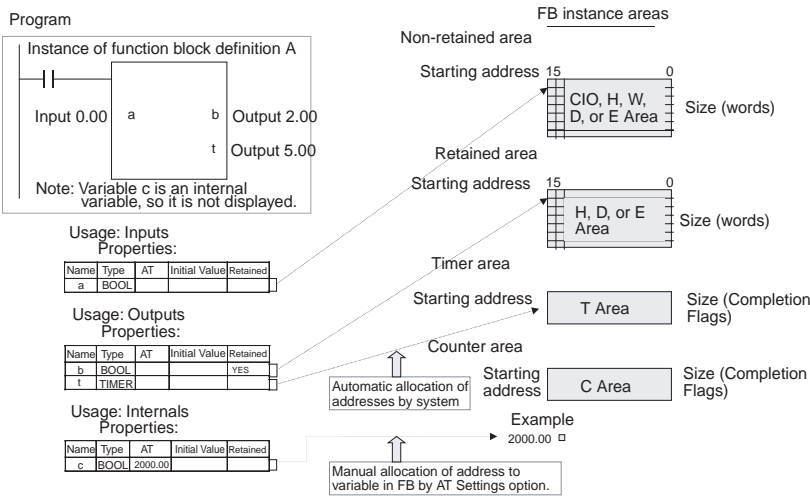 Program
Instance of function block definition A
Input 0.00
a
b
Output 2.00
t
Output 5.00
Note: Variable c is an internal
variable, so it is not displayed.
Usage: Inputs
Properties:
Name Type AT Initial Value Retained
a BOOL
Usage: Outputs
Properties:
Name Type AT Initial Value Retained
b BOOL YES
t TIMER
Usage: Internals
Properties:
Name Type AT Initial Value Retained
c BOOL 2000.00
FB instance areas
Non-retained area
Starting address
15 0
CIO, H, W,
D, or E Area
Size (words)
Retained area
Starting address
15 0
H, D, or E
Area
Size (words)
Timer area
Starting address
T Area
Size (Completion
Flags)
Counter area
Starting
address
C Area
Size (Completion
Flags)
Automatic allocation of
addresses by system
Example
2000.00
Manual allocation of address to
variable in FB by AT Settings option.